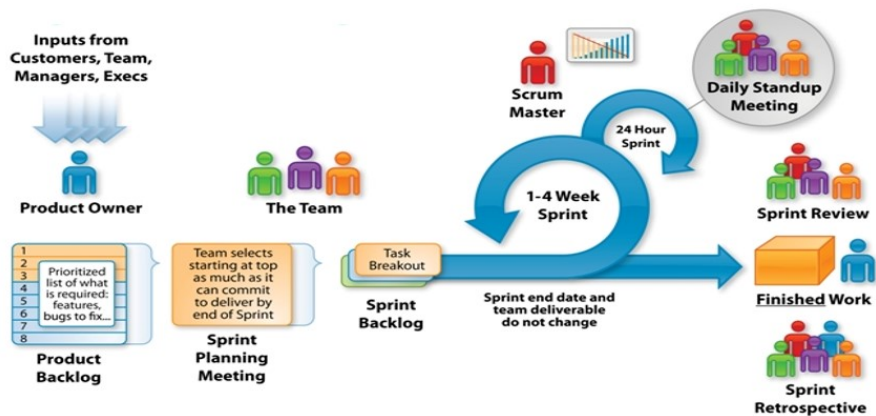 Inputs from
Customers, Team,
Managers, Execs
Product Owner
The Team
Scrum
Master
24 Hour
Sprint
Daily Standup
Meeting
1-4 Week
Sprint
1
2
3
4
5
6
7
8
Prioritized
list of what
is required:
features,
bugs to fix...
Product
Backlog
Team selects
starting at top
as much as it
can commit
to deliver by
end of Sprint
Sprint
Planning
Meeting
Task
Breakout
Sprint
Backlog
Sprint end date and
team deliverable
do not change
Sprint Review
Finished Work
Sprint
Retrospective